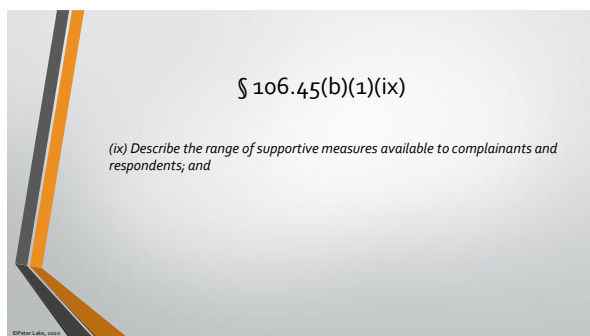 § 106.45(b)(1)(ix)
(ix) Describe the range of supportive measures available to complainants and
respondents; and
©Peter Lake, 2020